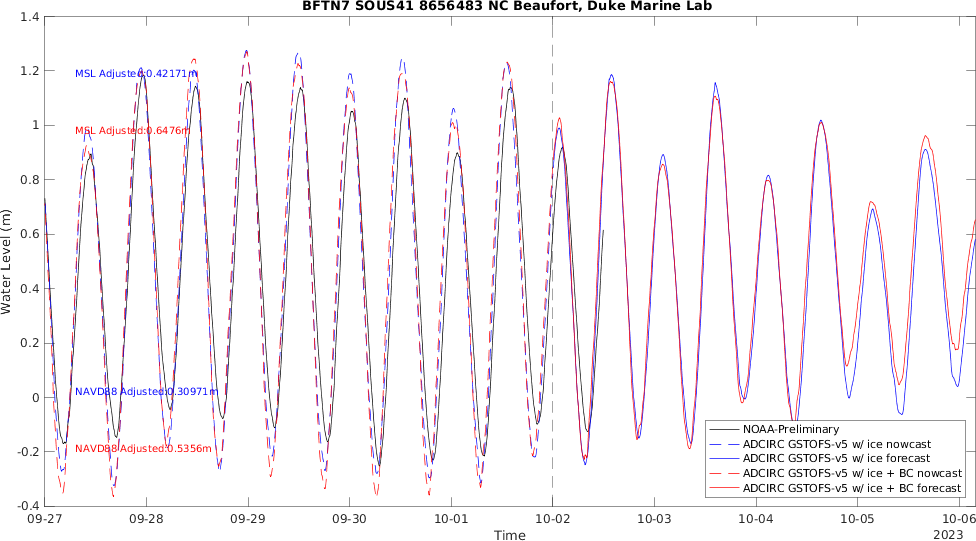 BFTN7 SOUS41 8656483 NC Beaufort, Duke Marine Lab
1.4
1.2
1
0.8
0.6
0.4
0.2
0
-0.2
-0.4
Water Level (m)
MSL Adjusted:0.42171m
MSL Adjusted:0.6476m
NAVD88 Adjusted:0.30971m
NAVD88 Adjusted:0.5356m
NOAA-Preliminary
ADCIRC GSTOFS-v5 w/ ice nowcast
ADCIRC GSTOFS-v5 w/ ice forecast
ADCIRC GSTOFS-v5 w/ ice + BC nowcast
ADCIRC GSTOFS-v5 w/ ice + BC forecast
09-27 09-28 09-29 09-30 10-01 10-02 10-03 10-04 10-05 10-06
Time
2023